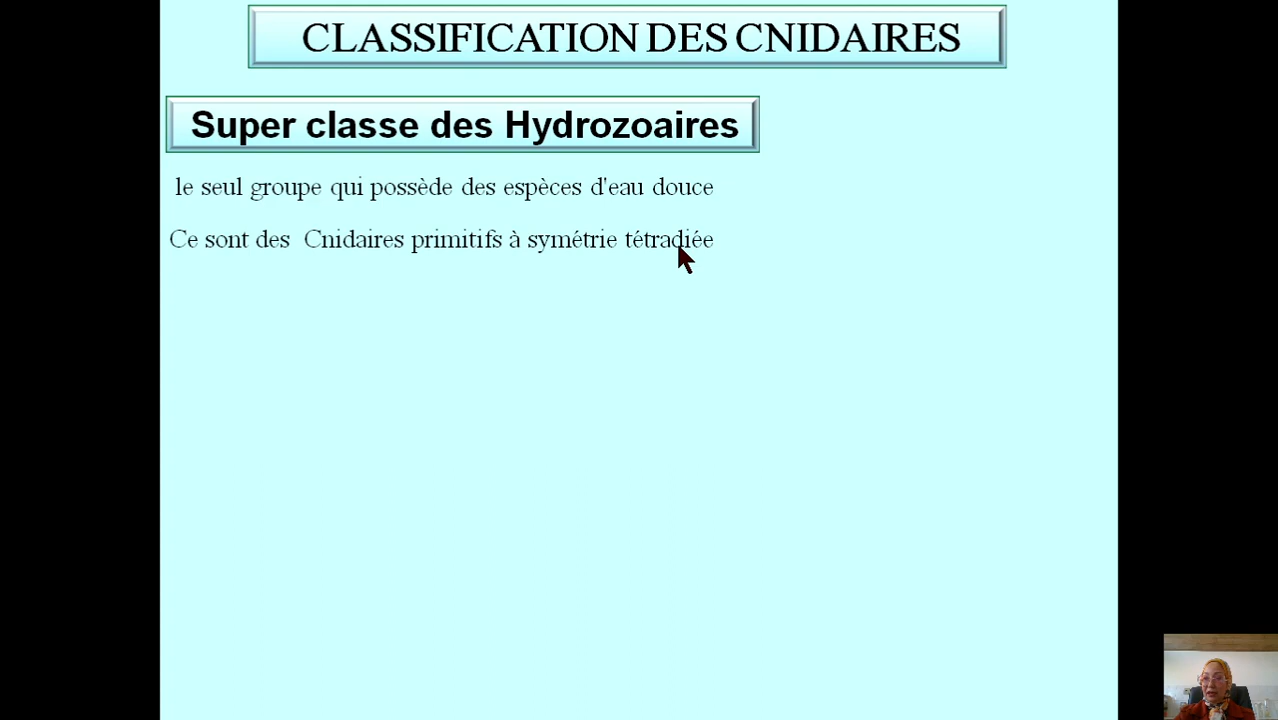 CLASSIFICATION DES CNIDAIRES
Super classe des Hydrozoaires
le seul groupe qui possède des espèces d'eau douce
Ce sont des Cnidaires primitifs à symétrie tétradiée